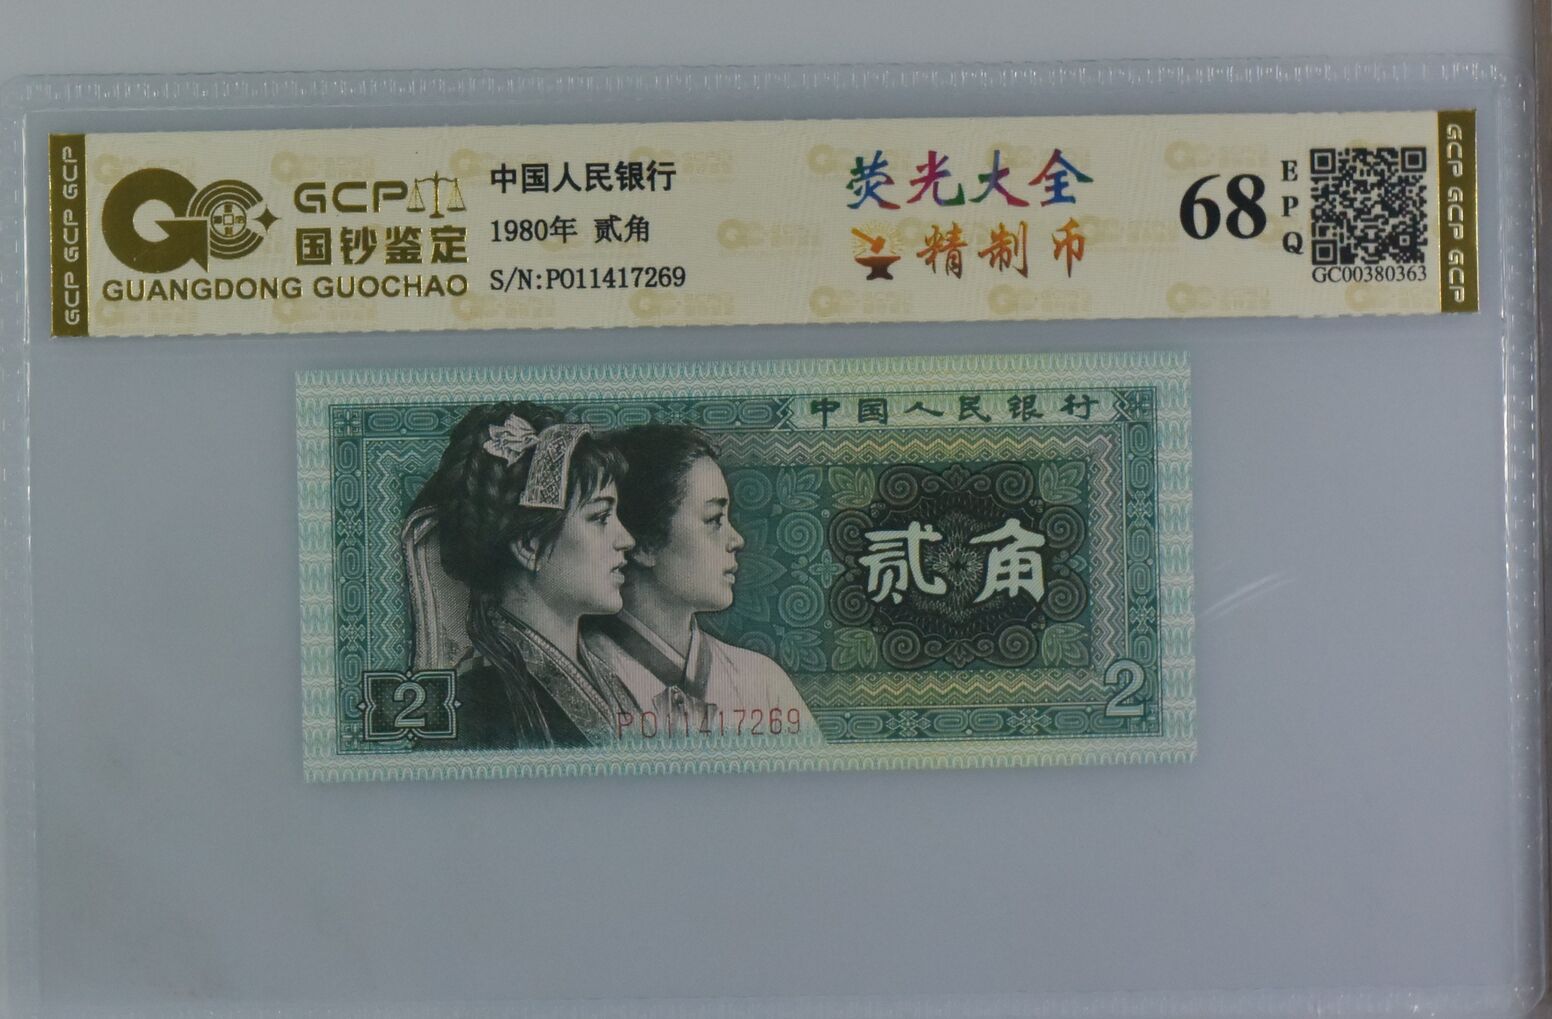 GCP GCP GCP
GCP
国钞鉴定
GUANGDONG GUOCHAO
中国人民银行
1980年 贰角
S/N:PO11417269
荧光大全
精制币
68
EPQ
GC00380363
GCP GCP GCP
中国人民银行
贰角
2
2
PO11417269